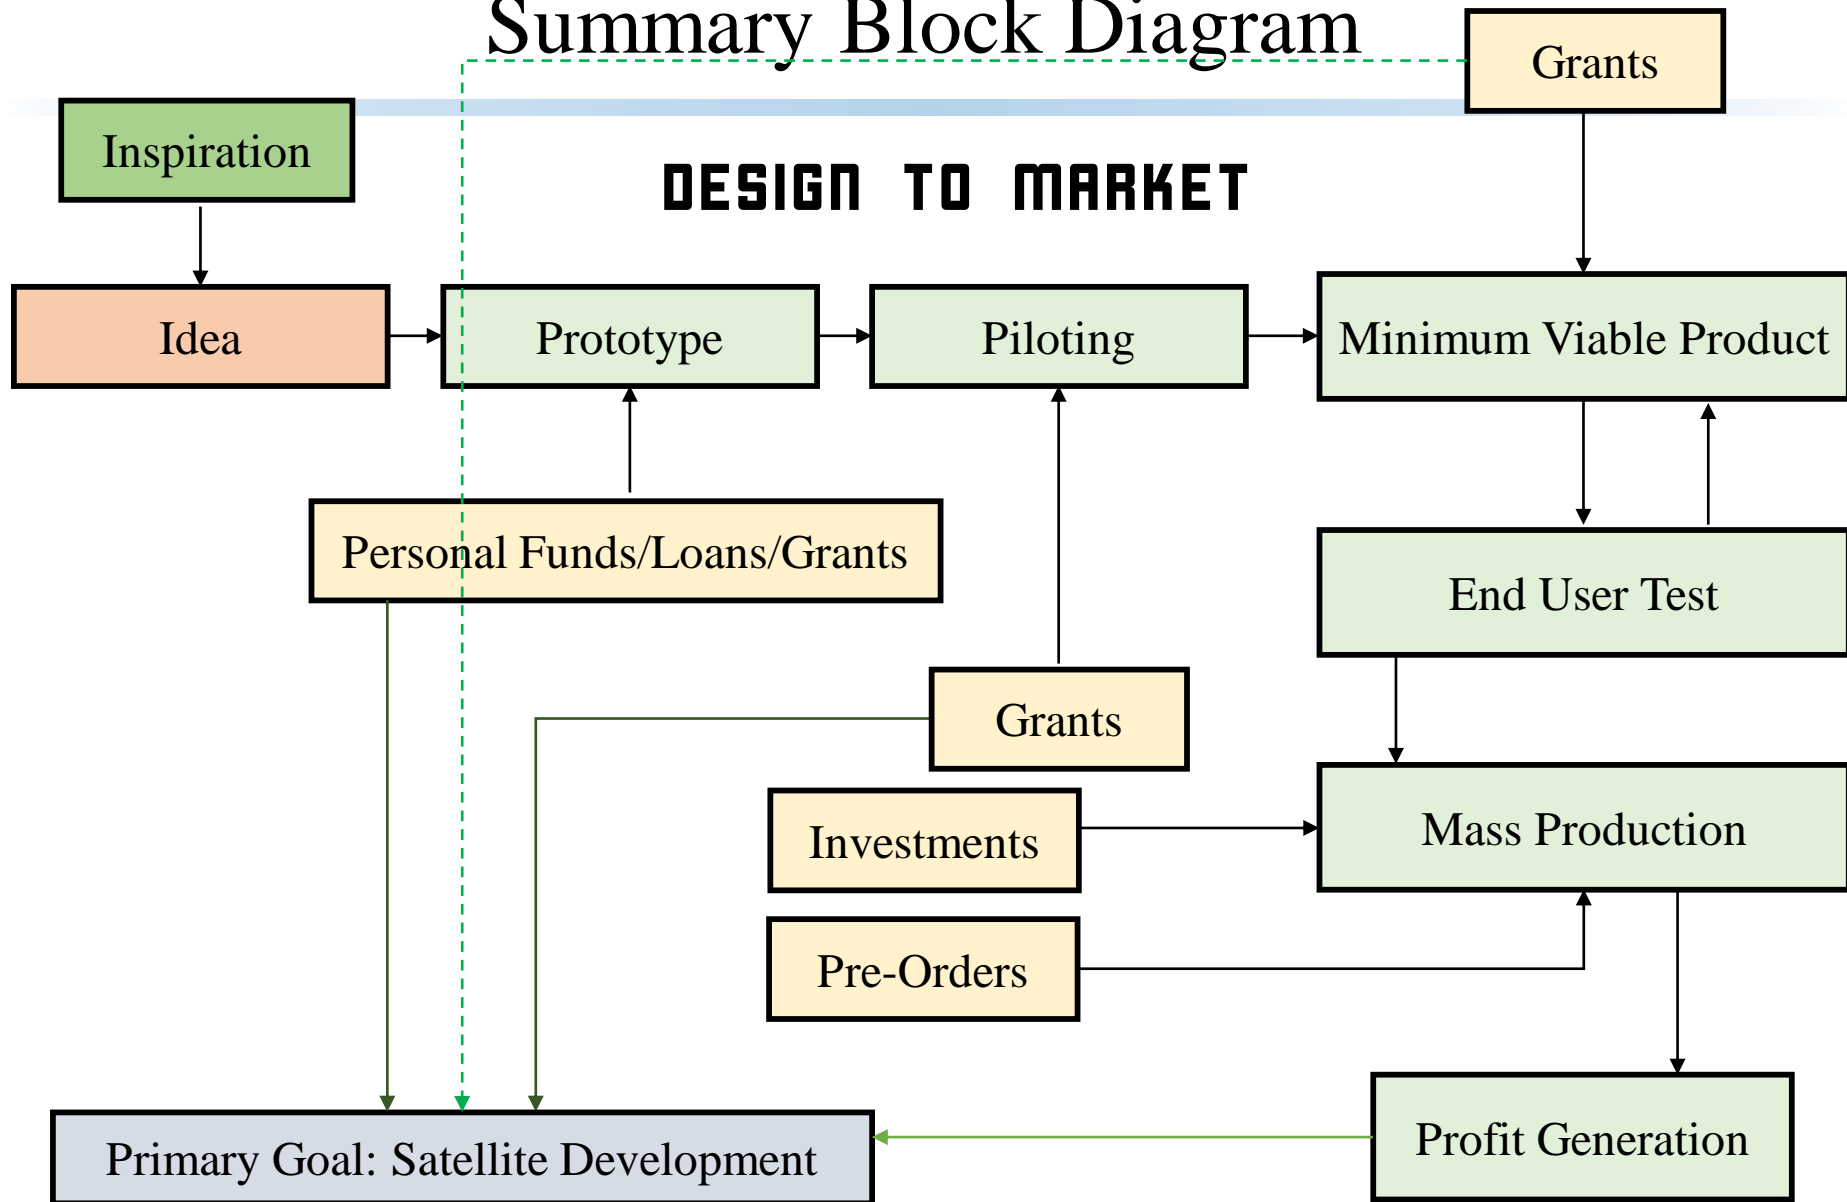 Summary Block Diagram
Grants
Inspiration
DESIGN TO MARKET
Idea
Prototype
Piloting
Minimum Viable Product
Personal Funds/Loans/Grants
End User Test
Grants
Investments
Mass Production
Pre-Orders
Profit Generation
Primary Goal: Satellite Development